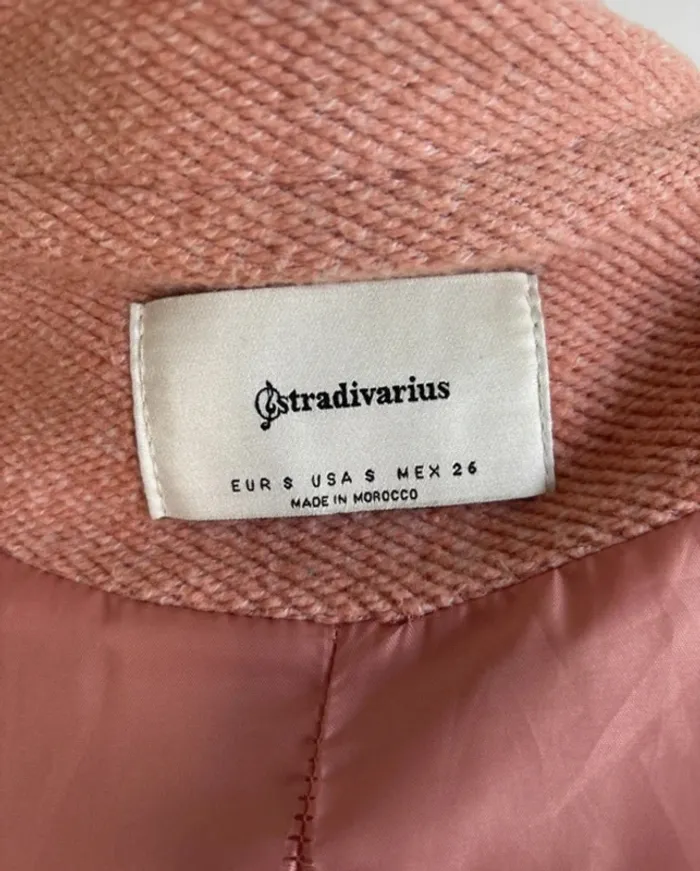 stradivarius
EUR S USA S MEX 26
MADE IN MOROCCO